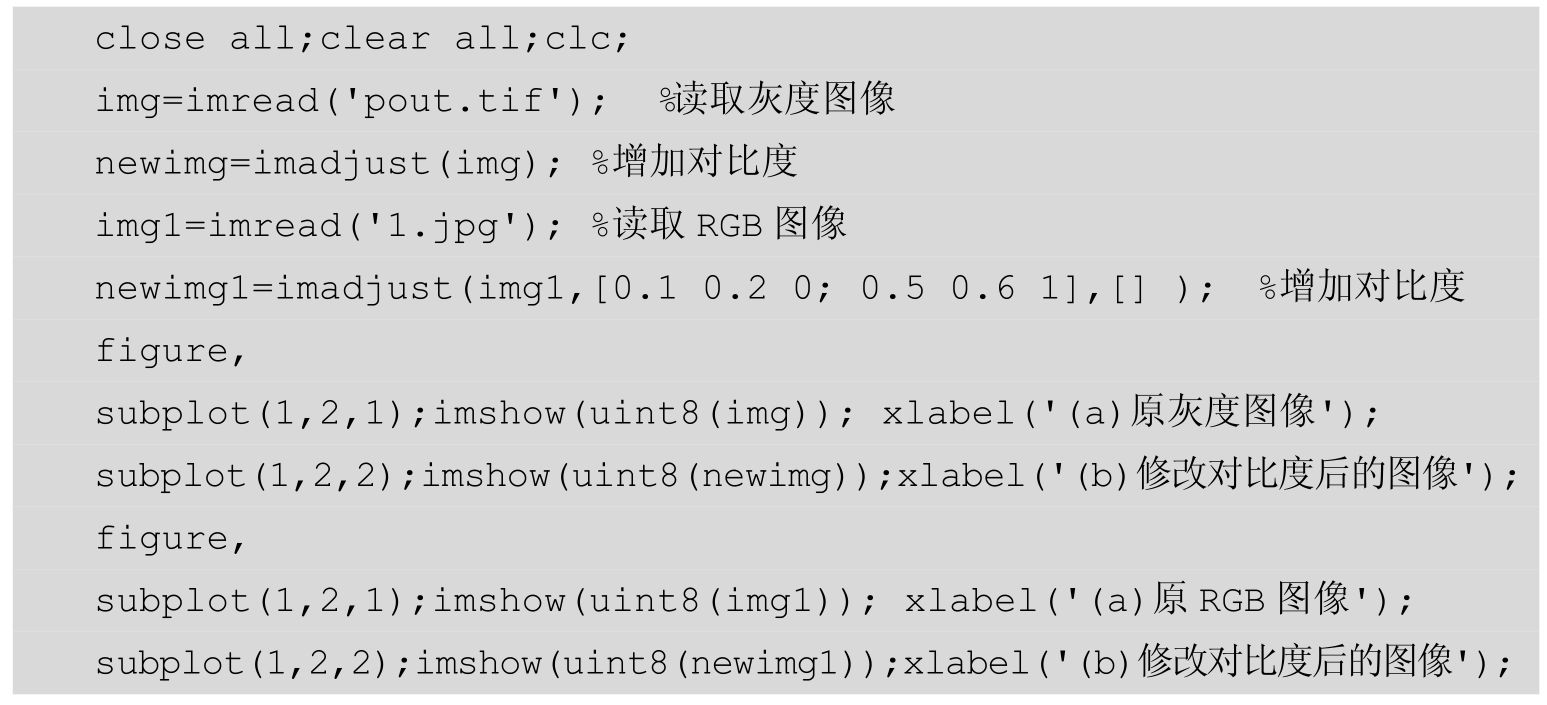 close all;clear all;clc;
img=imread('pout.tif');  %读取灰度图像
newimg=imadjust(img); %增加对比度
img1=imread('1.jpg'); %读取 RGB 图像
newimg1=imadjust(img1,[0.1 0.2 0; 0.5 0.6 1],[] );  %增加对比度
figure,
subplot(1,2,1);imshow(uint8(img)); xlabel('(a)原灰度图像');
subplot(1,2,2);imshow(uint8(newimg));xlabel('(b)修改对比度后的图像');
figure,
subplot(1,2,1);imshow(uint8(img1)); xlabel('(a)原 RGB 图像');
subplot(1,2,2);imshow(uint8(newimg1));xlabel('(b)修改对比度后的图像');